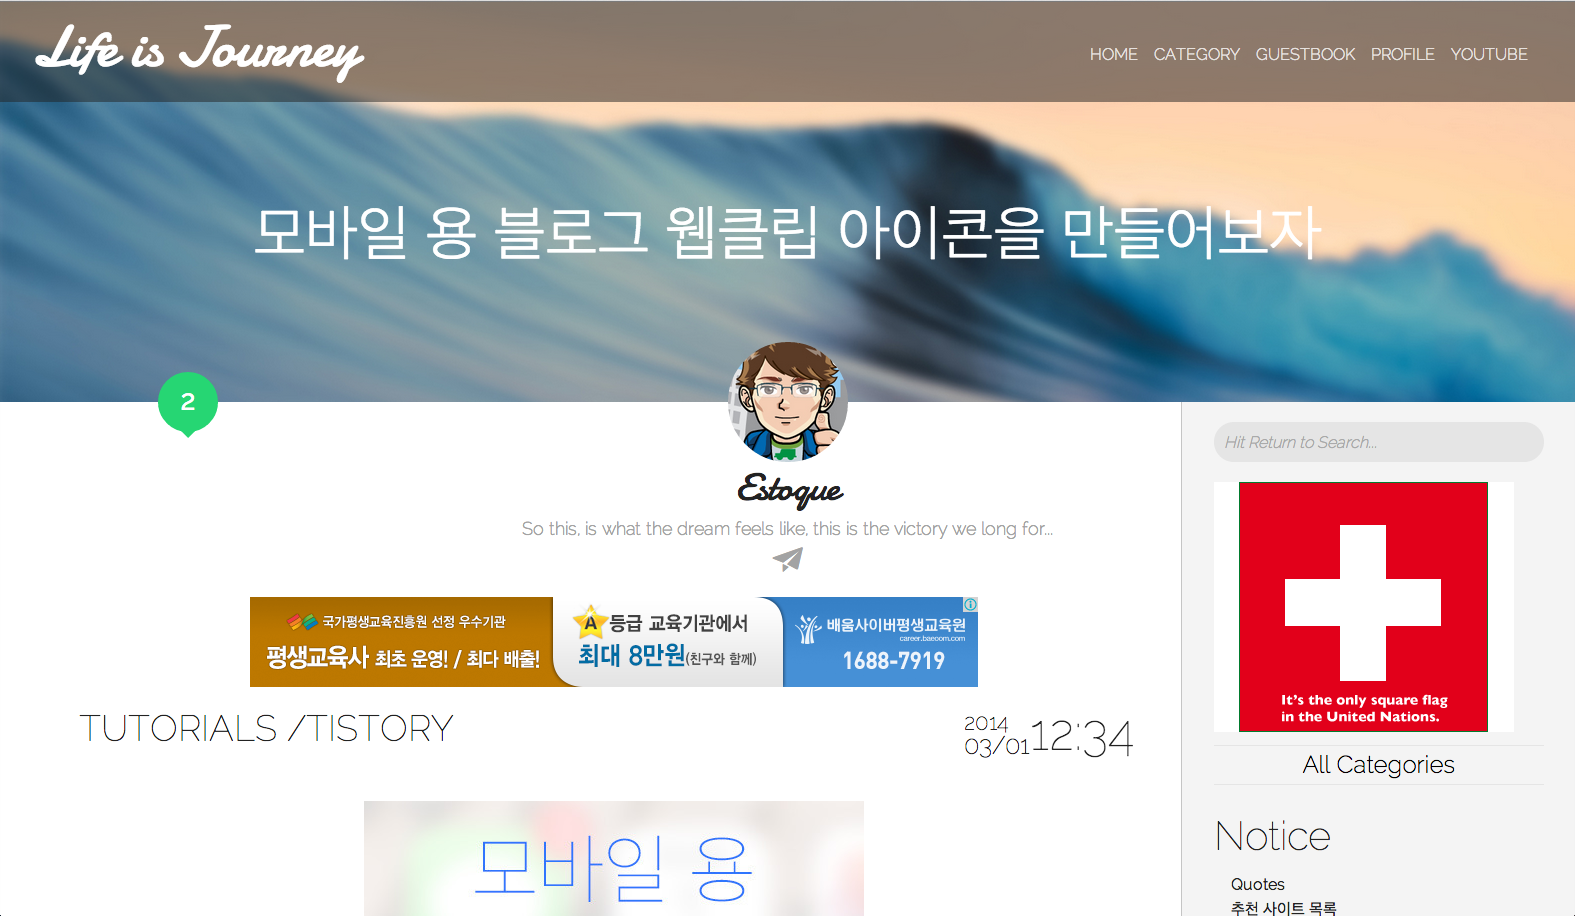 Life is Journey
HOME CATEGORY GUESTBOOK PROFILE YOUTUBE
모바일 용 블로그 웹클립 아이콘을 만들어보자
2
Estoque
So this, is what the dream feels like, this is the victory we long for...
국가평생교육진흥원 선정 우수기관
평생교육사 최초 운영! / 최다 배출!
A등급 교육기관에서
최대 8만원(친구와 함께)
배움사이버평생교육원
career.baeoom.com
1688-7919
TUTORIALS /TISTORY
2014
03/01
12:34
모바일 용
Hit Return to Search...
It's the only square flag
in the United Nations.
All Categories
Notice
Quotes
추천 사이트 목록